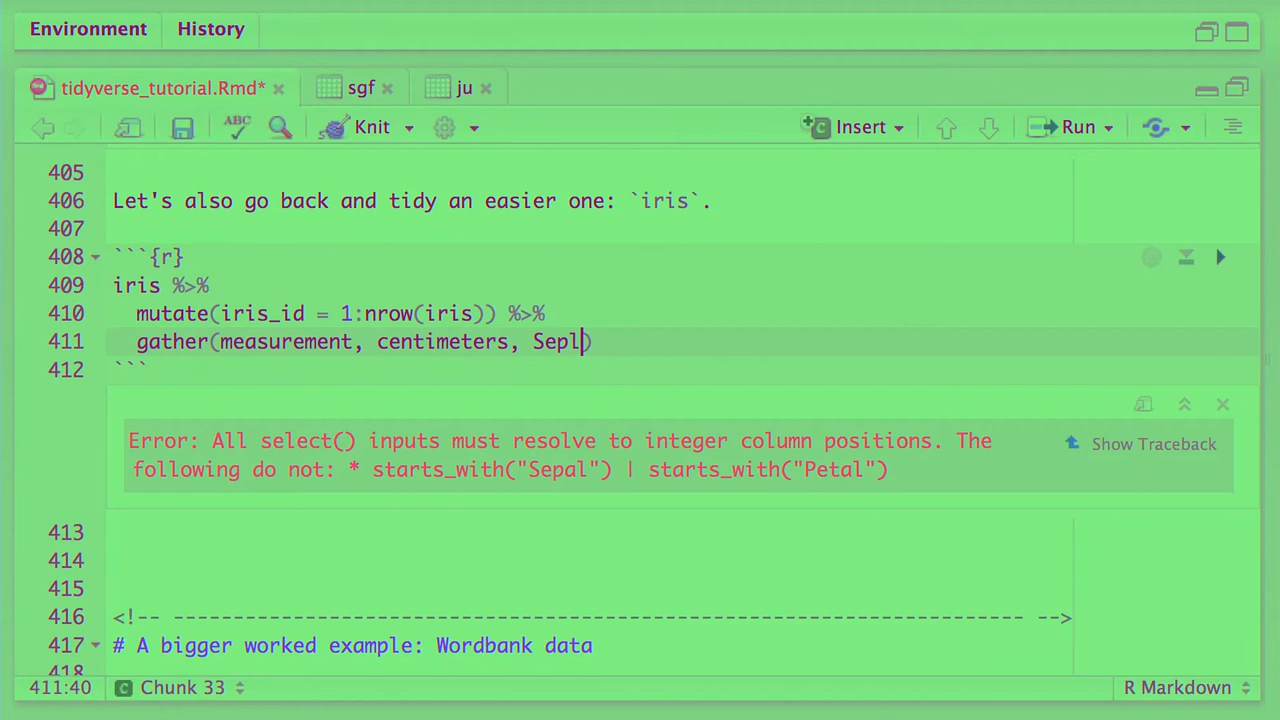 Environment History
tidyverse_tutorial.Rmd* sgf ju
ABC Knit Insert Run
405
406 Let's also go back and tidy an easier one: `iris`.
407
408 ```{r}
409 iris %>%
410 mutate(iris_id = 1:nrow(iris)) %>%
411 gather(measurement, centimeters, Sepl)
412 ```
Error: All select() inputs must resolve to integer column positions. The Show Traceback
following do not: * starts_with("Sepal") | starts_with("Petal")
413
414
415
416 <!-- ----------------------------------------------------------------------- -->
417 # A bigger worked example: Wordbank data
418
411:40 C Chunk 33 R Markdown